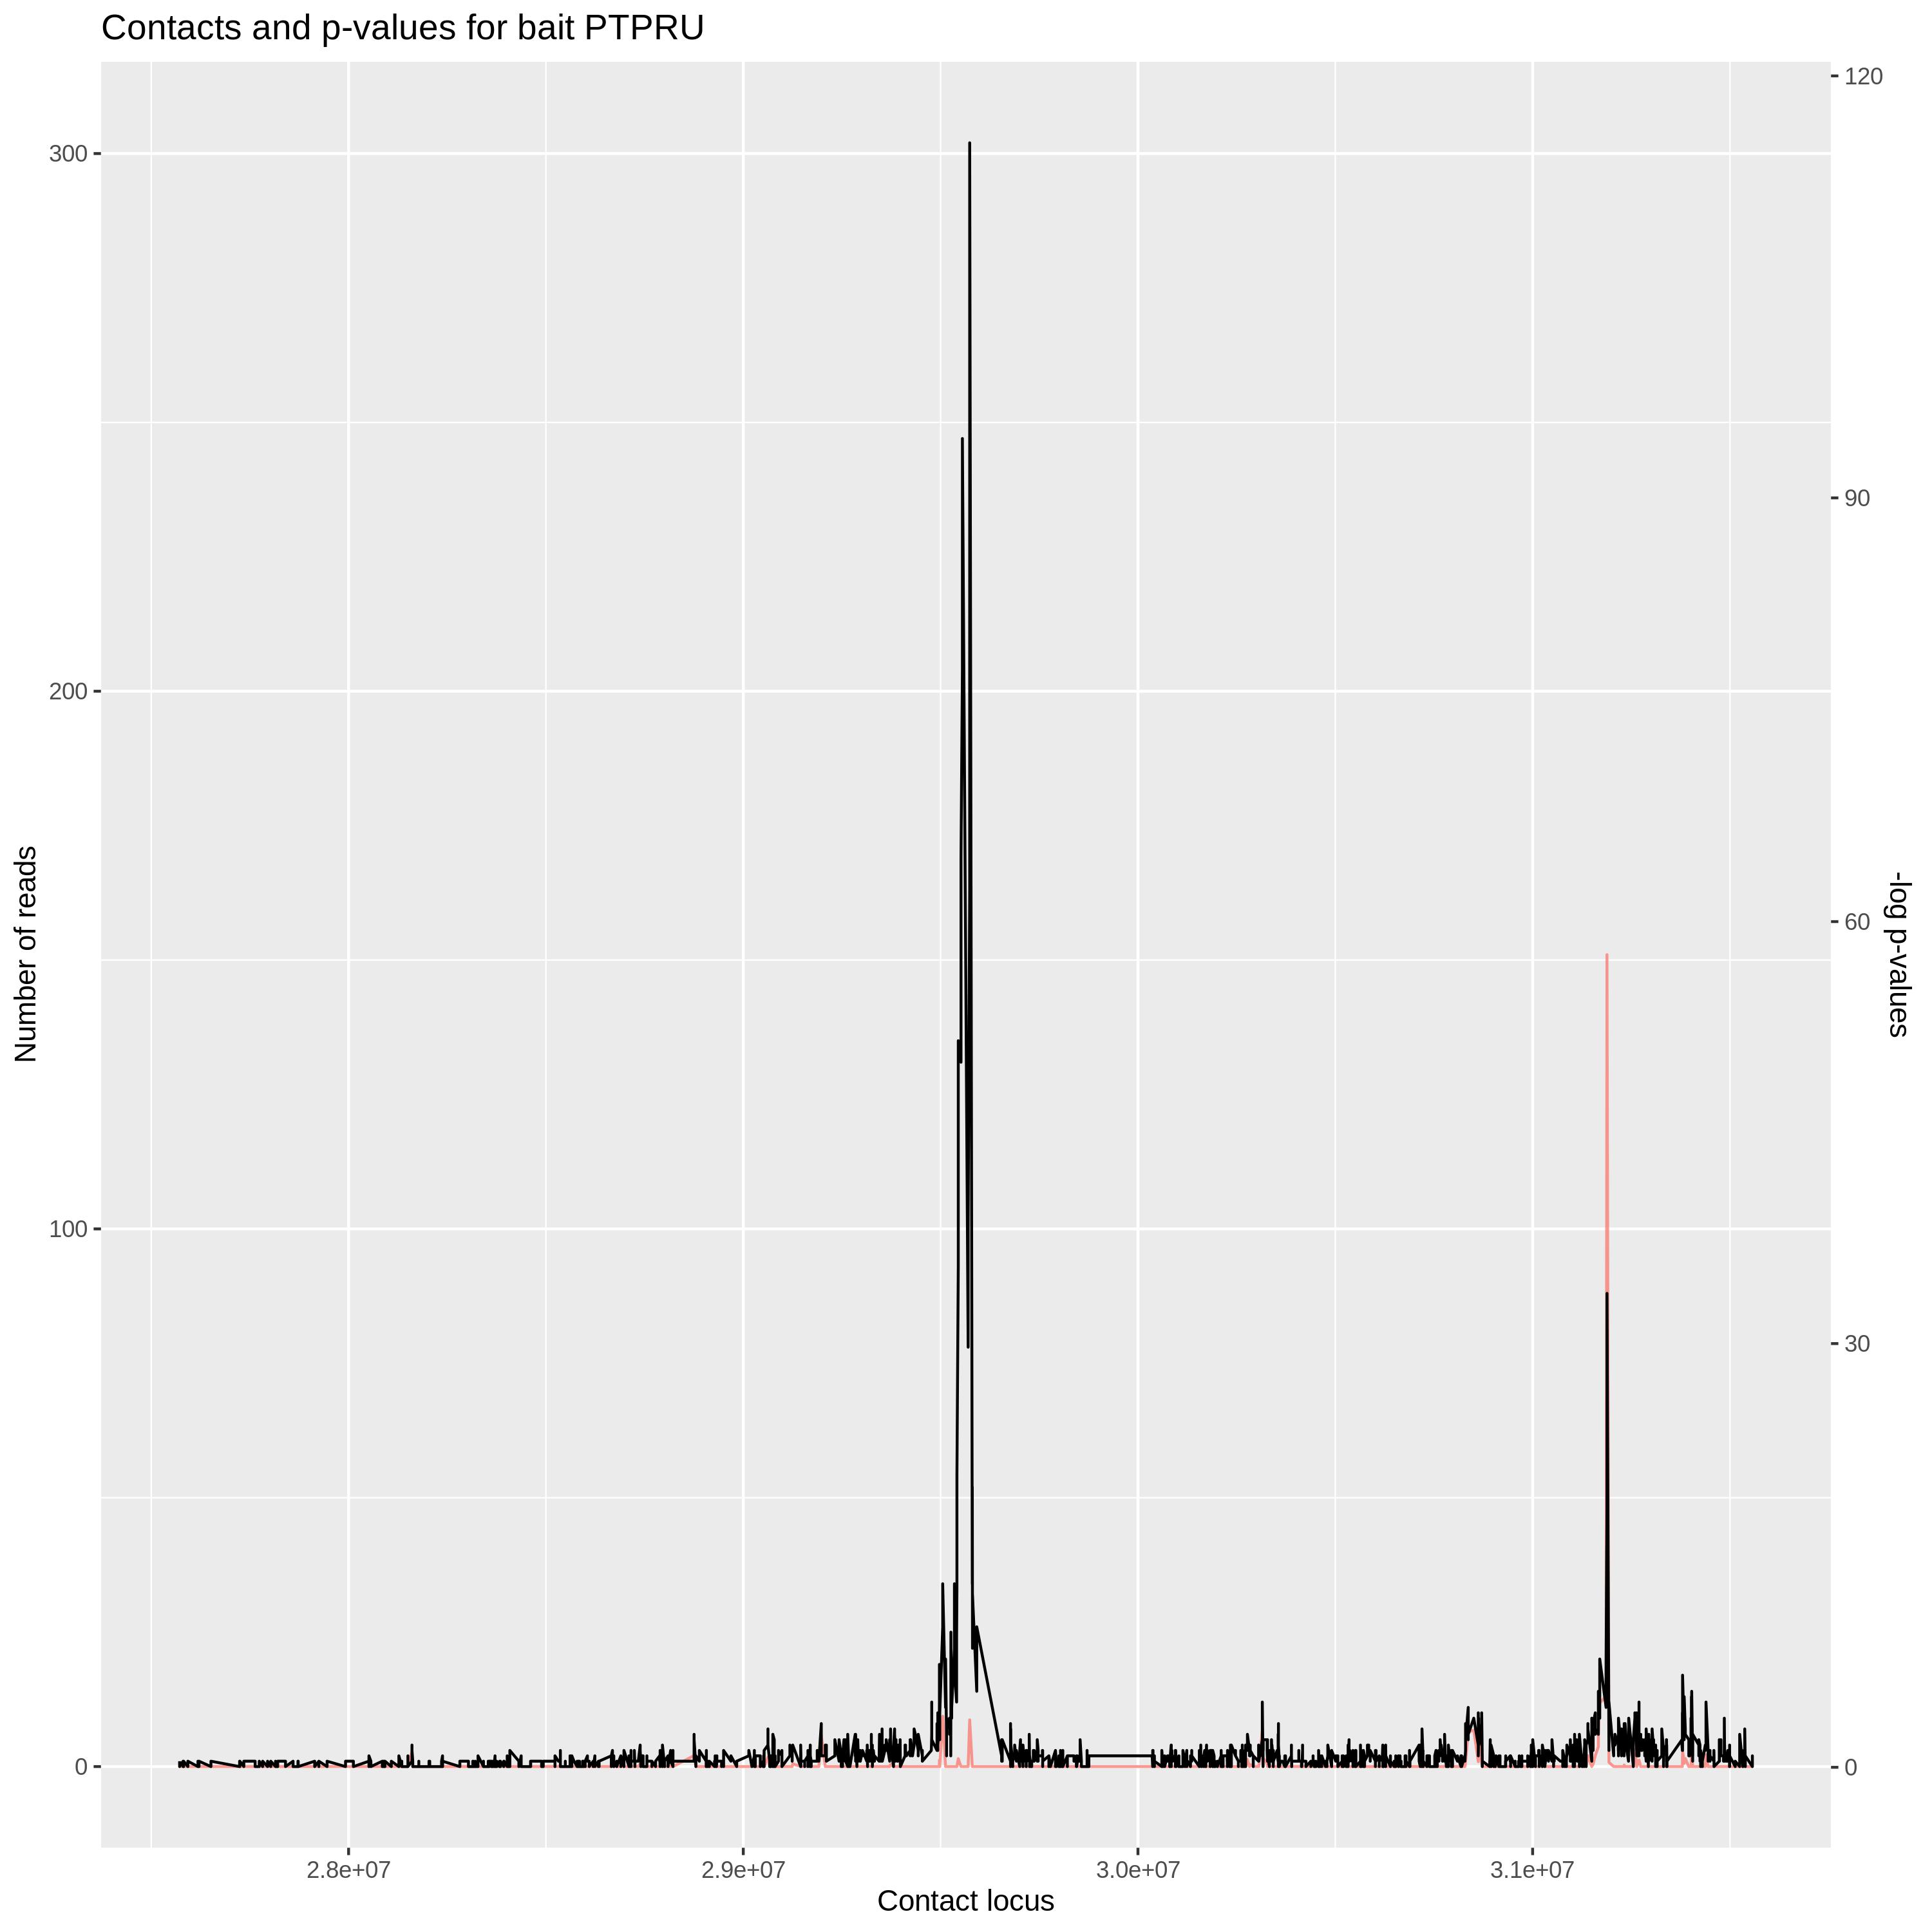 Contacts and p-values for bait PTPRU
300
200
100
0
Number of reads
120
90
60
30
0
-log p-values
2.8e+07
2.9e+07
3.0e+07
3.1e+07
Contact locus